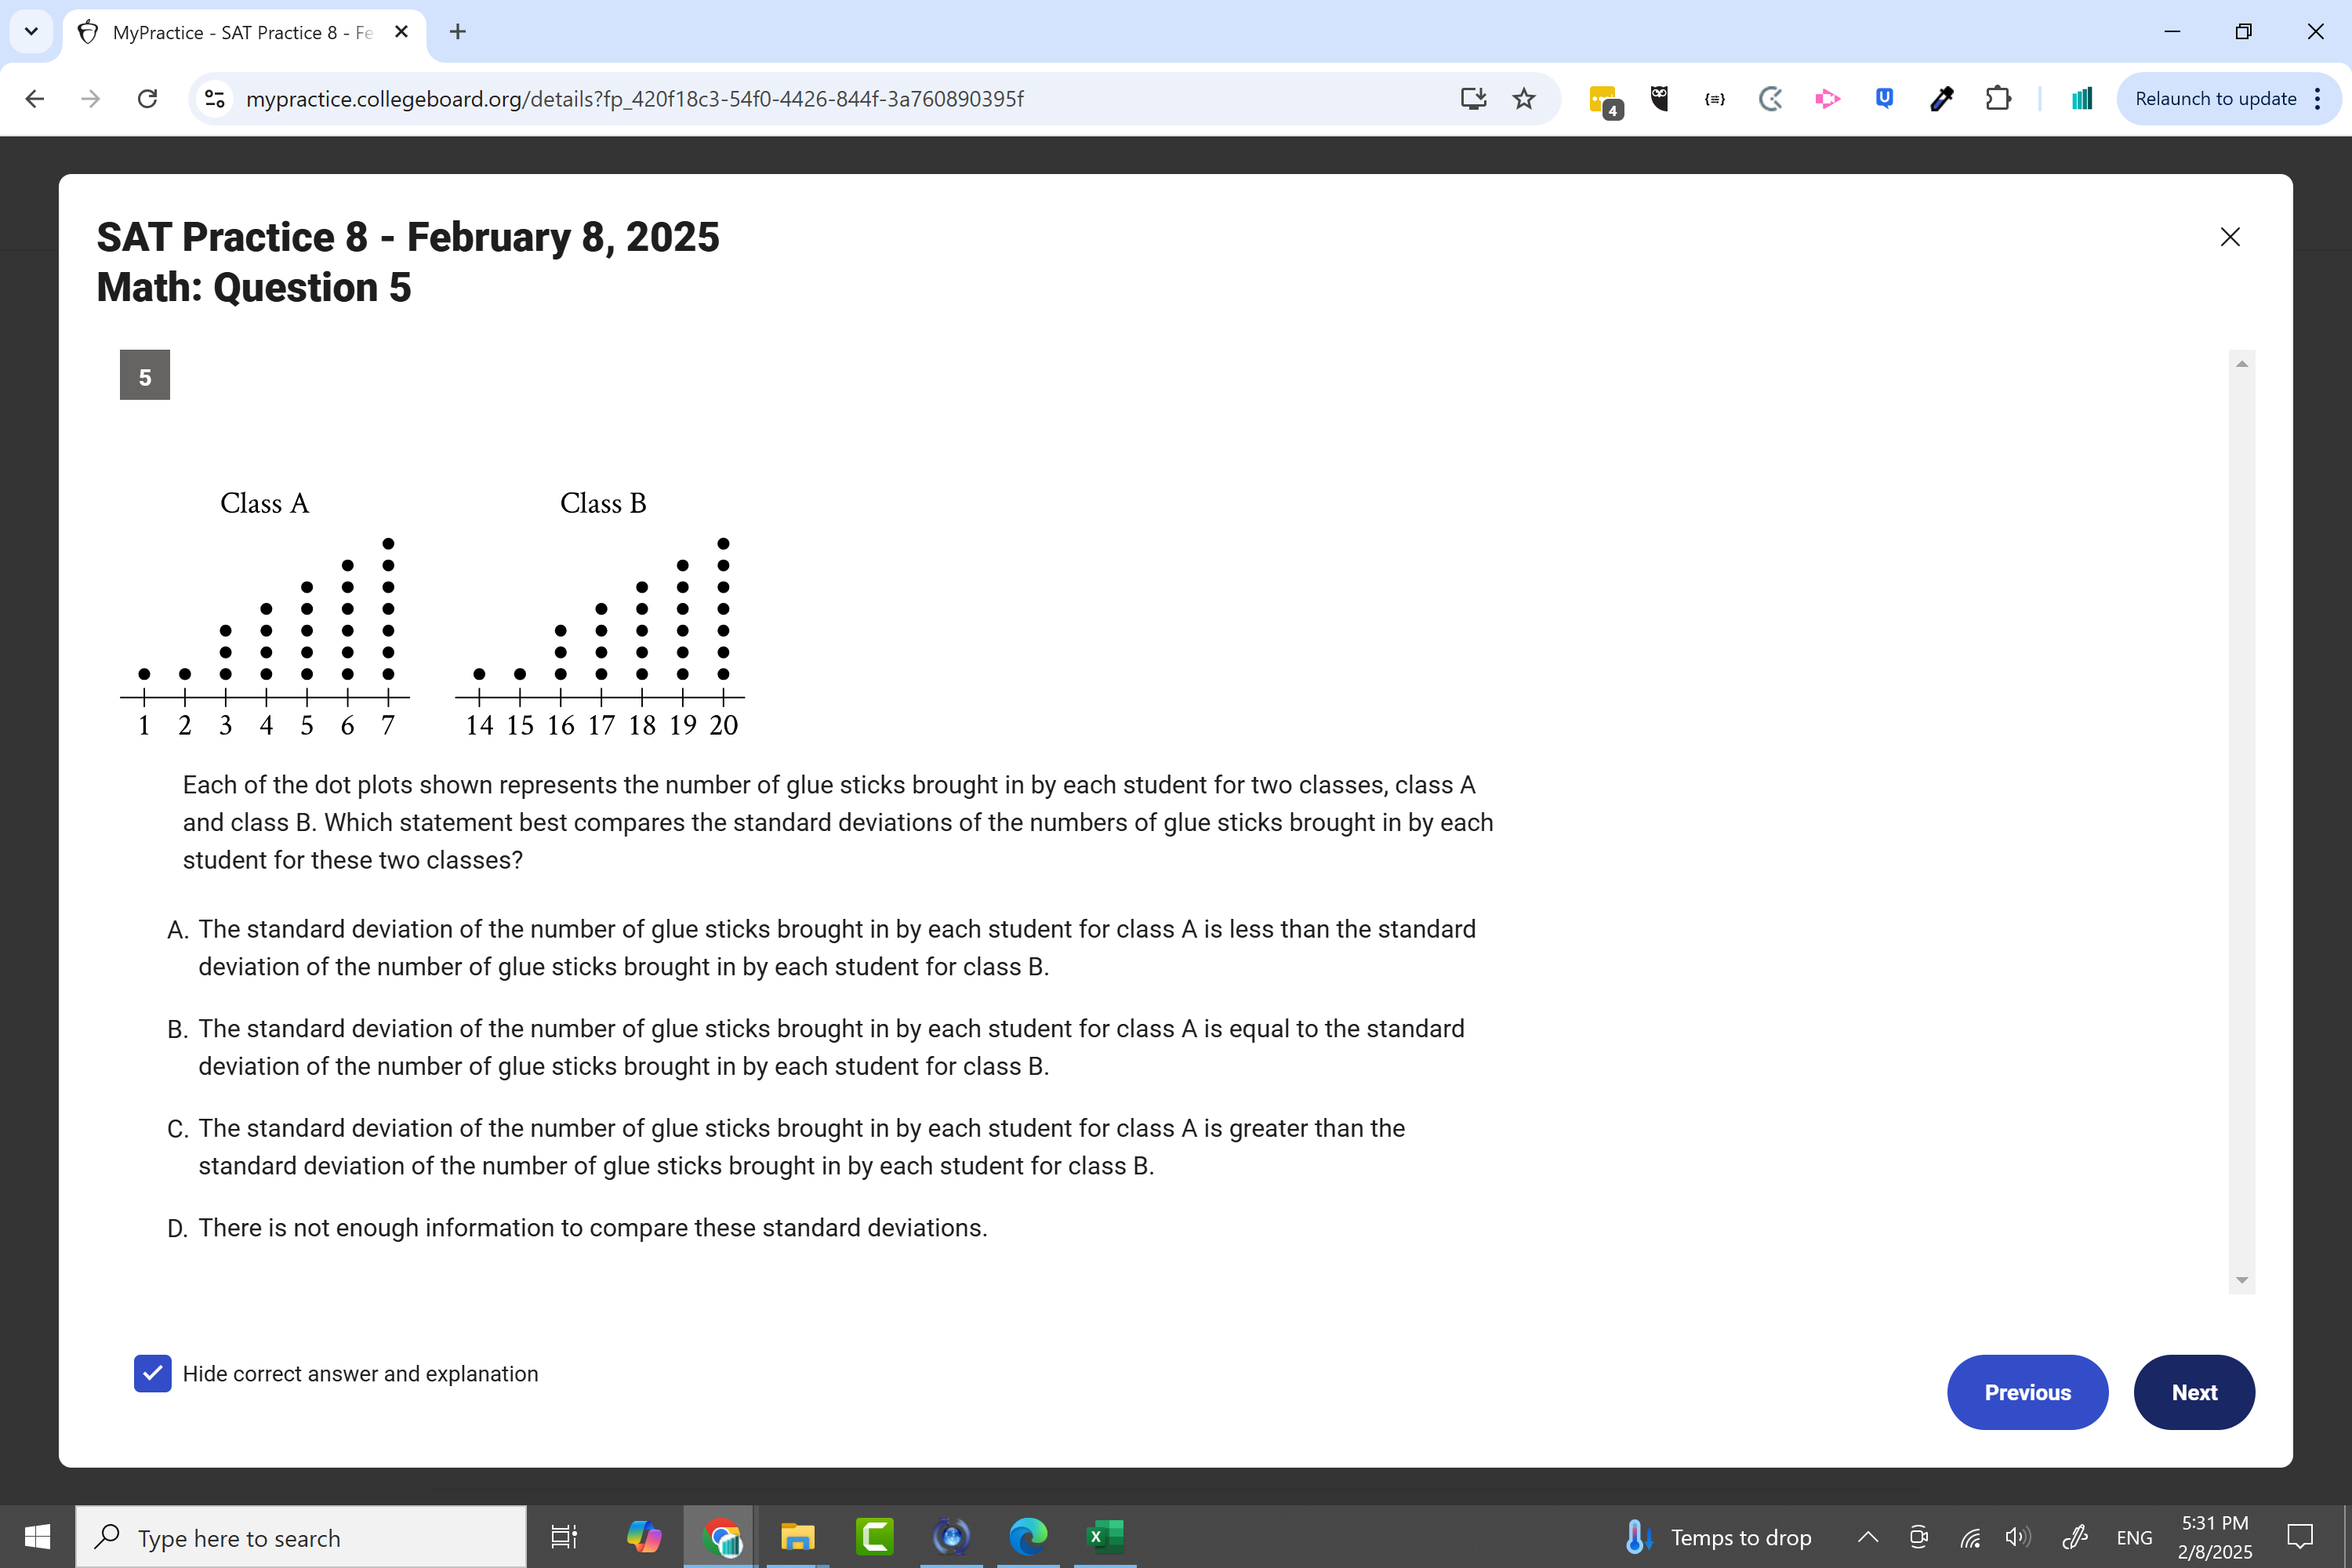 MyPractice - SAT Practice 8 - Fe
mypractice.collegeboard.org/details?fp_420f18c3-54f0-4426-844f-3a760890395f
4
{≡}
U
Relaunch to update
SAT Practice 8 - February 8, 2025
Math: Question 5
5
Class A Class B
1 2 3 4 5 6 7 14 15 16 17 18 19 20
Each of the dot plots shown represents the number of glue sticks brought in by each student for two classes, class A
and class B. Which statement best compares the standard deviations of the numbers of glue sticks brought in by each
student for these two classes?
A. The standard deviation of the number of glue sticks brought in by each student for class A is less than the standard
deviation of the number of glue sticks brought in by each student for class B.
B. The standard deviation of the number of glue sticks brought in by each student for class A is equal to the standard
deviation of the number of glue sticks brought in by each student for class B.
C. The standard deviation of the number of glue sticks brought in by each student for class A is greater than the
standard deviation of the number of glue sticks brought in by each student for class B.
D. There is not enough information to compare these standard deviations.
Hide correct answer and explanation
Previous
Next
Type here to search
Temps to drop
ENG
5:31 PM
2/8/2025